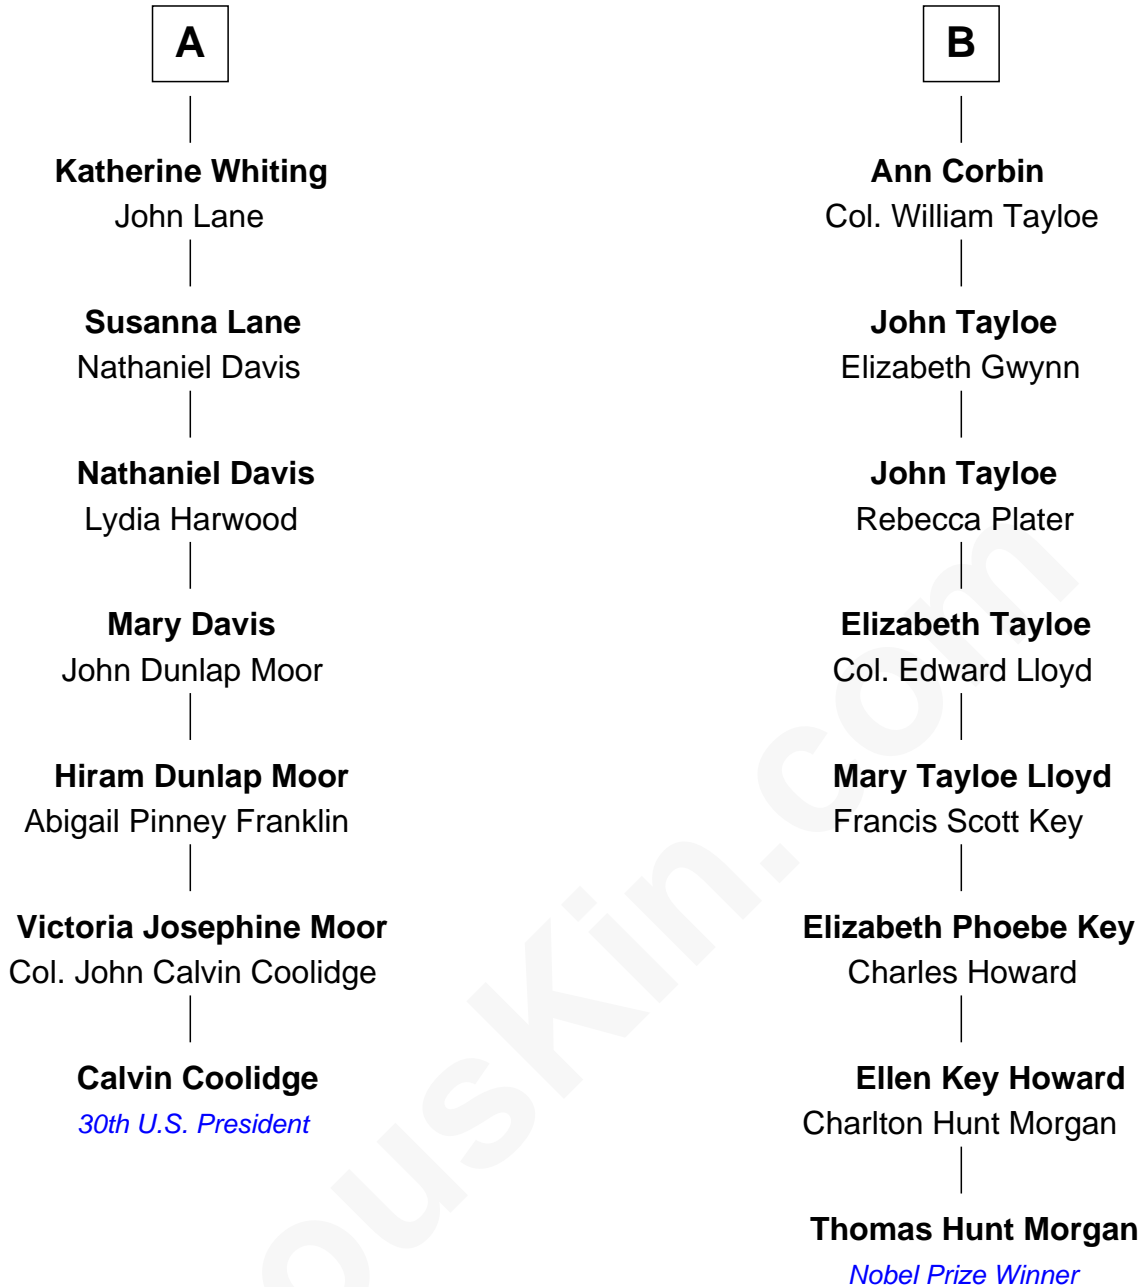 A
Katherine Whiting
John Lane
Susanna Lane
Nathaniel Davis
Nathaniel Davis
Lydia Harwood
Mary Davis
John Dunlap Moor
Hiram Dunlap Moor
Abigail Pinney Franklin
Victoria Josephine Moor
Col. John Calvin Coolidge
Calvin Coolidge
30th U.S. President
B
Ann Corbin
Col. William Tayloe
John Tayloe
Elizabeth Gwynn
John Tayloe
Rebecca Plater
Elizabeth Tayloe
Col. Edward Lloyd
Mary Tayloe Lloyd
Francis Scott Key
Elizabeth Phoebe Key
Charles Howard
Ellen Key Howard
Charlton Hunt Morgan
Thomas Hunt Morgan
Nobel Prize Winner
ousKin.com